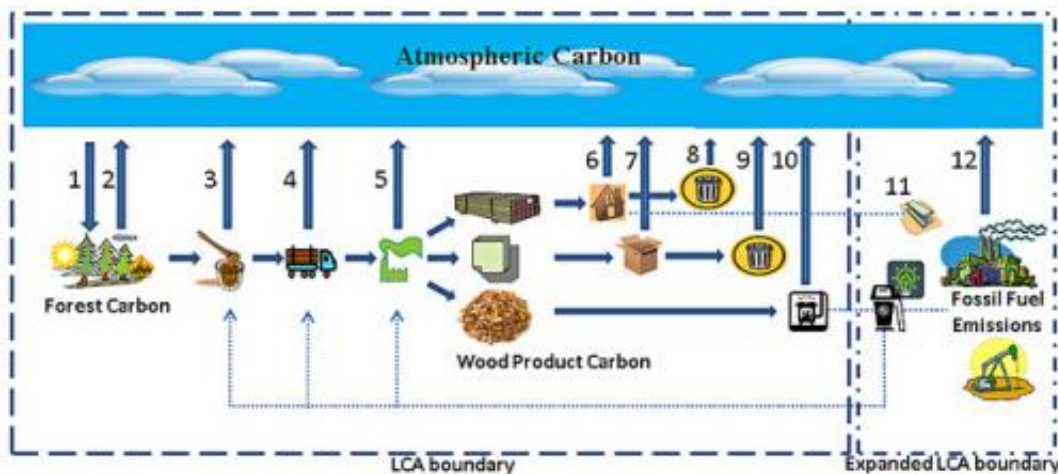 Atmospheric Carbon
1 2 3 4 5 6 7 8 9 10 11 12
Forest Carbon
Wood Product Carbon
Fossil Fuel
Emissions
LCA boundary
Expanded LCA boundary